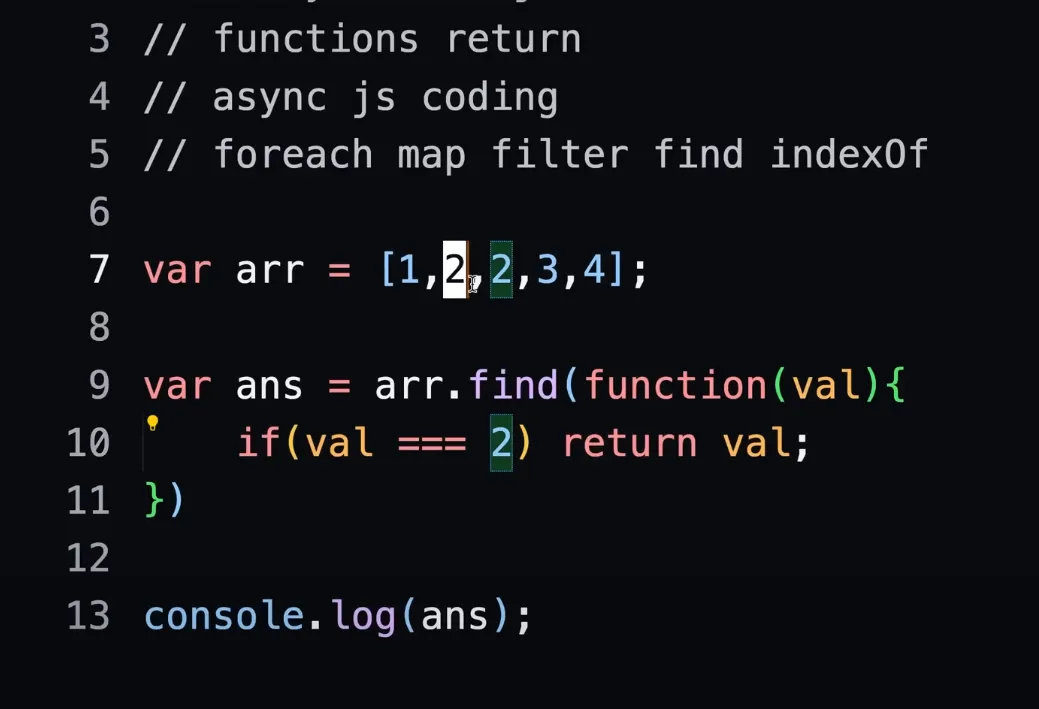 3 // functions return
4 // async js coding
5 // foreach map filter find indexOf
6
7 var arr = [1,2,2,3,4];
8
9 var ans = arr.find(function(val){
10 if(val === 2) return val;
11 })
12
13 console.log(ans);